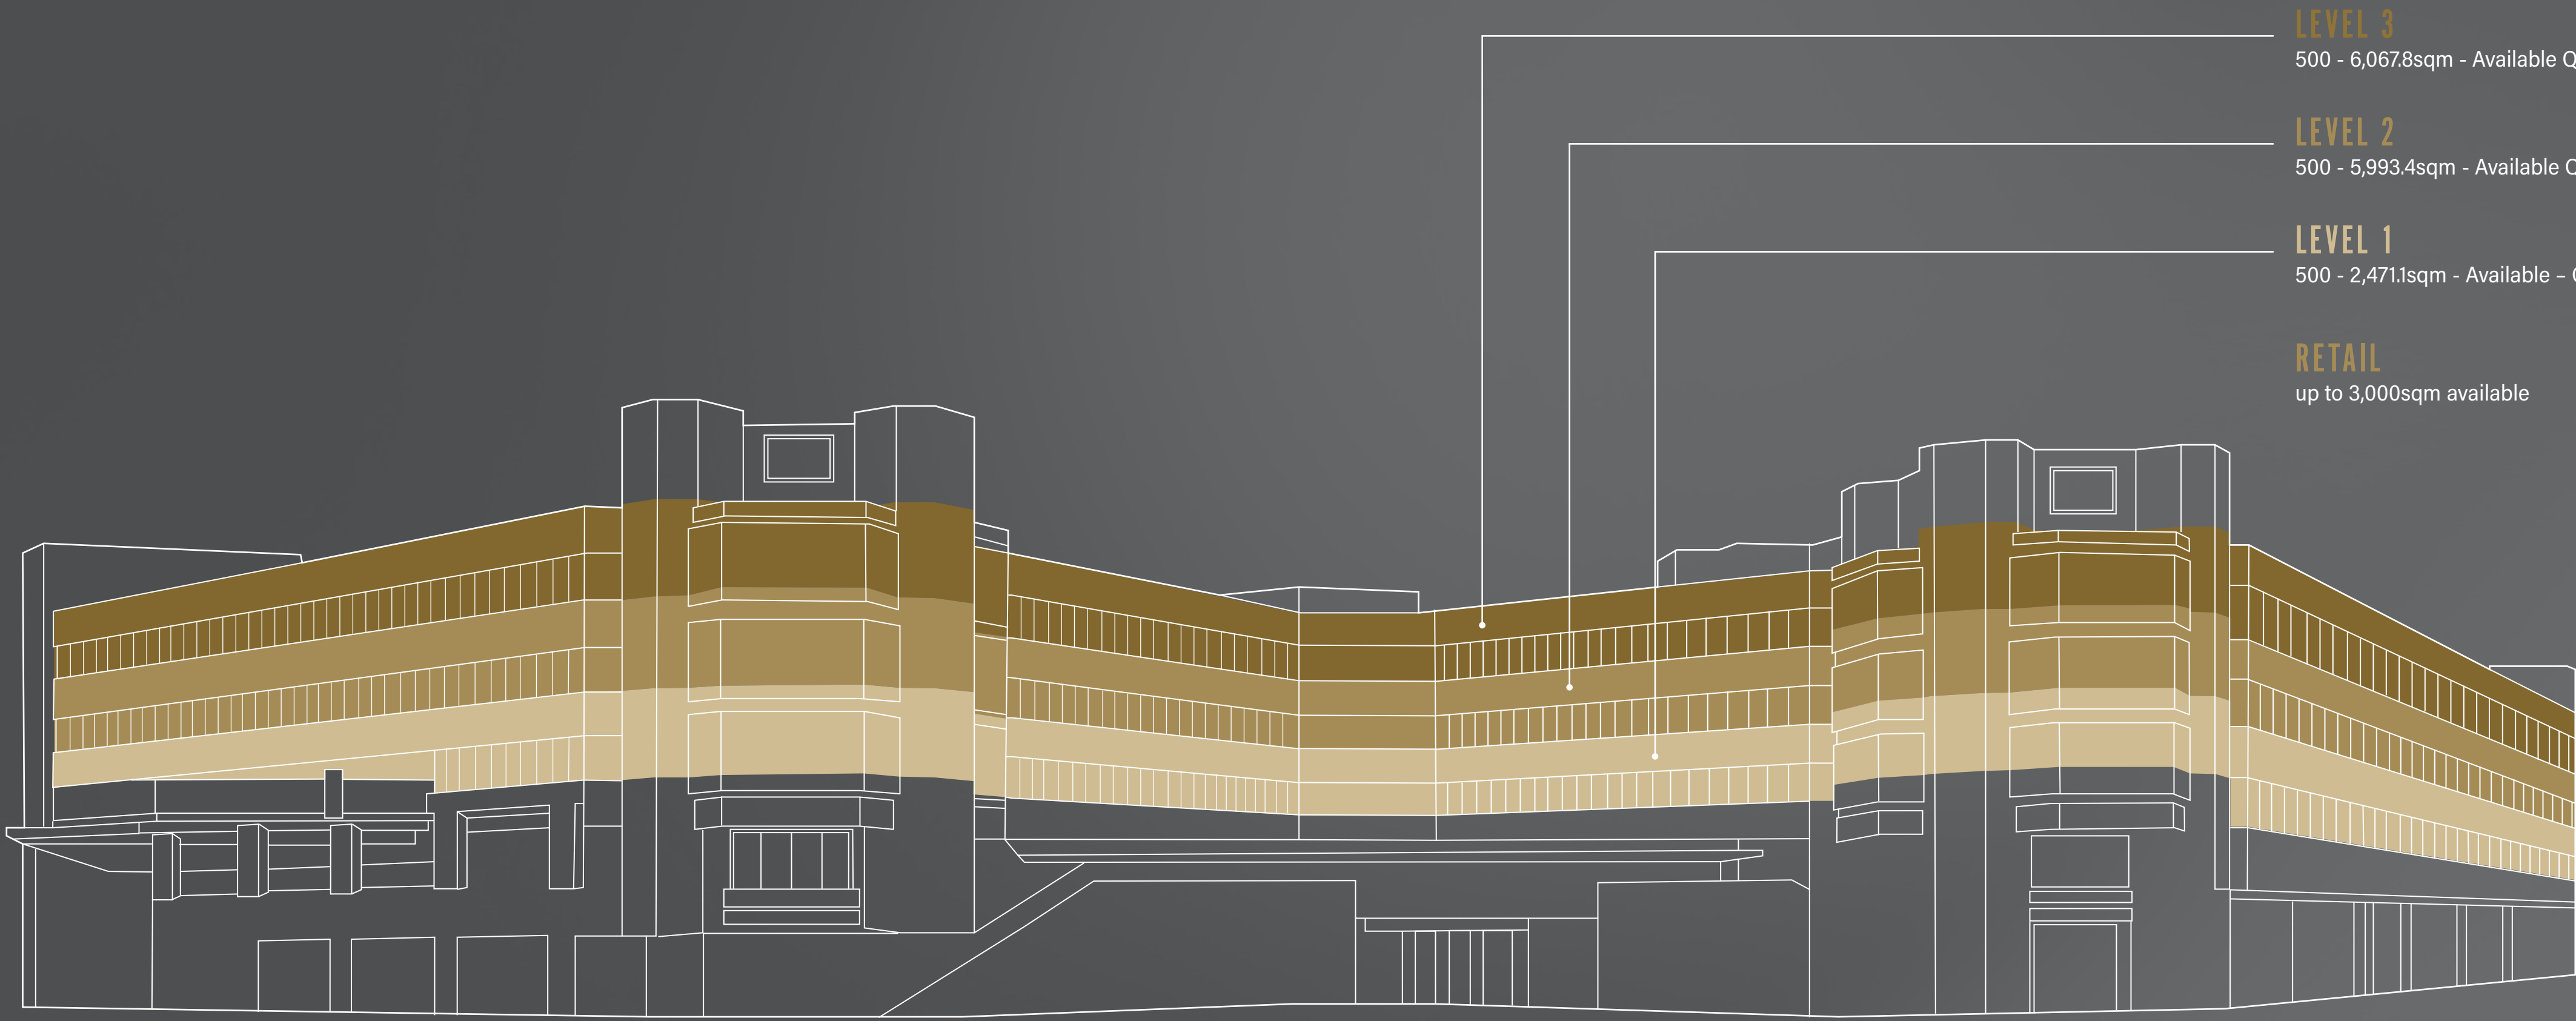 LEVEL 3
500 - 6,067.8sqm - Available Q
LEVEL 2
500 - 5,993.4sqm - Available
LEVEL 1
500 - 2,471.1sqm - Available –
RETAIL
up to 3,000sqm available